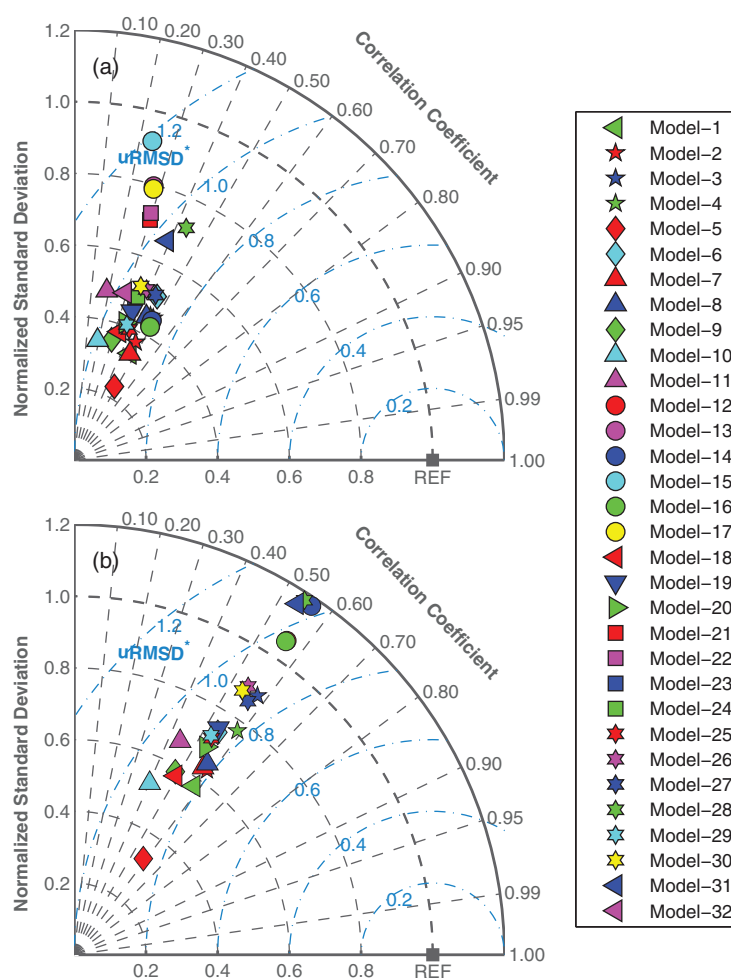 1.2
0.10
0.20
0.30
0.40
0.50
0.60
0.70
0.80
0.90
0.95
0.99
1.00
(a)
Correlation Coefficient
Normalized Standard Deviation
1.0
0.8
0.6
0.4
0.2
1.2
uRMSD*
1.0
0.8
0.6
0.4
0.2
0.2
0.4
0.6
0.8
REF
1.2
0.10
0.20
0.30
0.40
0.50
0.60
0.70
0.80
0.90
0.95
0.99
1.00
(b)
Correlation Coefficient
Normalized Standard Deviation
1.0
0.8
0.6
0.4
0.2
1.2
uRMSD*
1.0
0.8
0.6
0.4
0.2
0.2
0.4
0.6
0.8
REF
Model-1
Model-2
Model-3
Model-4
Model-5
Model-6
Model-7
Model-8
Model-9
Model-10
Model-11
Model-12
Model-13
Model-14
Model-15
Model-16
Model-17
Model-18
Model-19
Model-20
Model-21
Model-22
Model-23
Model-24
Model-25
Model-26
Model-27
Model-28
Model-29
Model-30
Model-31
Model-32